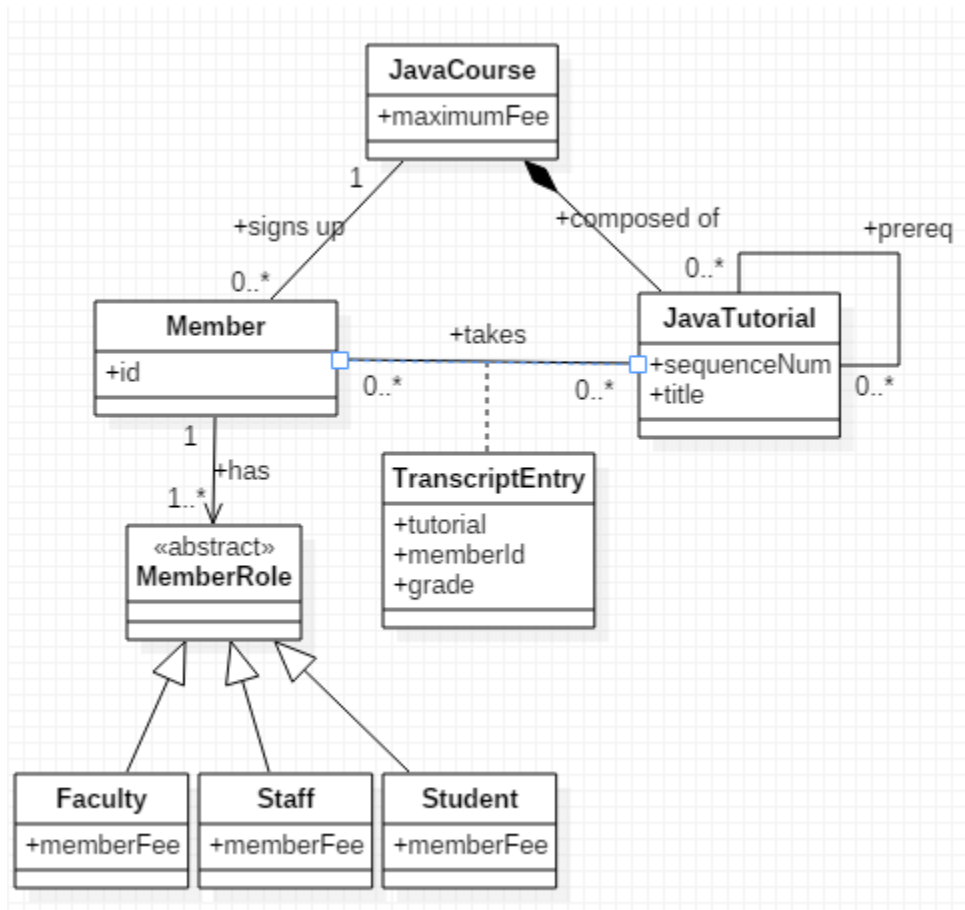 JavaCourse
+maximumFee
1
+signs up
+composed of
+prereq
0..*
0..*
Member
+id
+takes
JavaTutorial
+sequenceNum
+title
0..*
0..*
0..*
1
+has
1..*
TranscriptEntry
+tutorial
+memberId
+grade
«abstract»
MemberRole
Faculty
+memberFee
Staff
+memberFee
Student
+memberFee